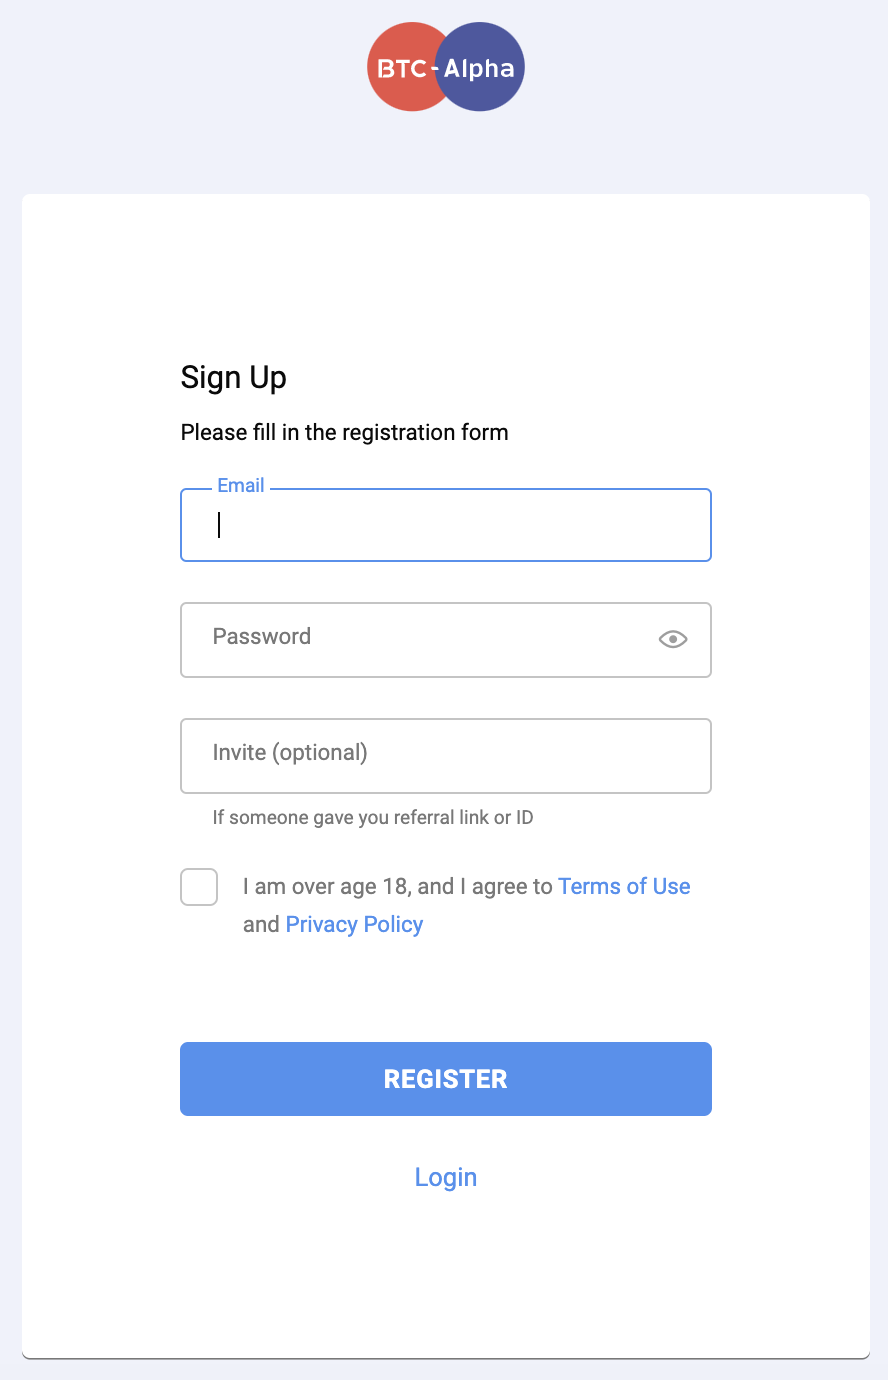 BTC - Alpha
Sign Up
Please fill in the registration form
Email
Password
Invite (optional)
If someone gave you referral link or ID
I am over age 18, and I agree to Terms of Use
and Privacy Policy
REGISTER
Login